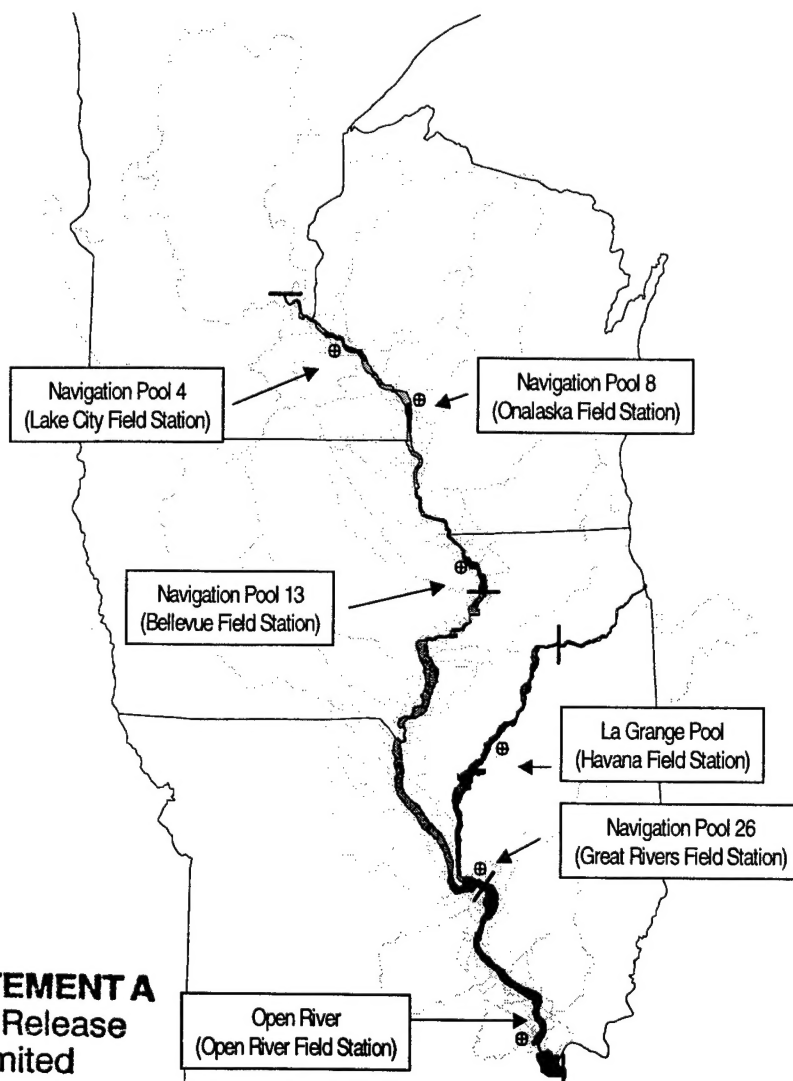 Navigation Pool 4
(Lake City Field Station)
Navigation Pool 8
(Onalaska Field Station)
Navigation Pool 13
(Bellevue Field Station)
La Grange Pool
(Havana Field Station)
Navigation Pool 26
(Great Rivers Field Station)
TEMENT A
Release
mited
Open River
(Open River Field Station)